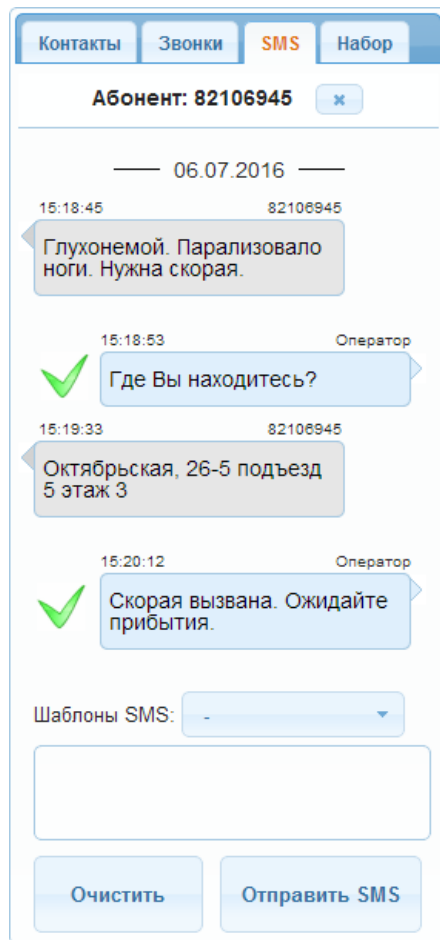 Контакты Звонки SMS Набор
Абонент: 82106945
06.07.2016
15:18:45 82106945
Глухонемой. Парализовало
ноги. Нужна скорая.
15:18:53 Оператор
Где Вы находитесь?
15:19:33 82106945
Октябрьская, 26-5 подъезд
5 этаж 3
15:20:12 Оператор
Скорая вызвана. Ожидайте
прибытия.
Шаблоны SMS: -
Очистить Отправить SMS